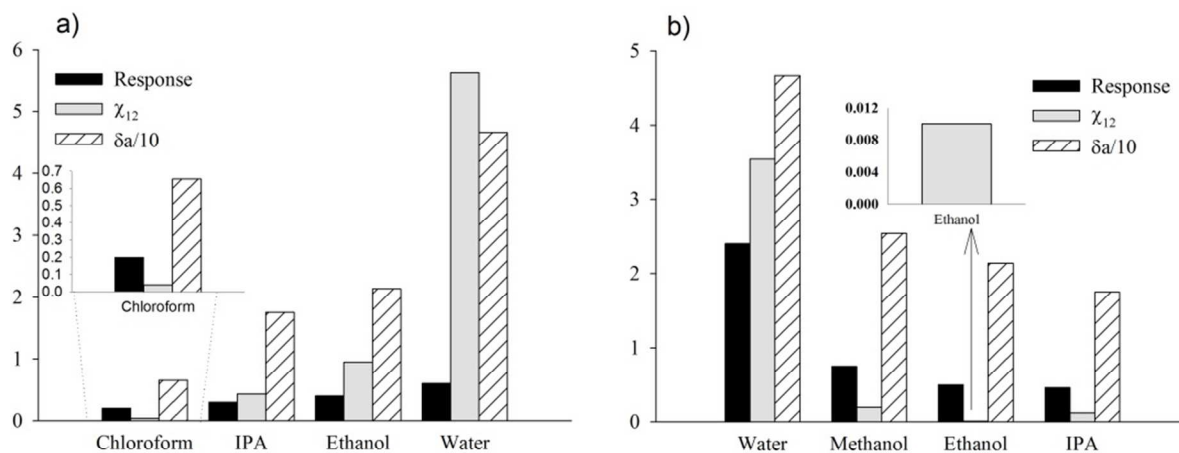 a)
6
5
4
3
2
1
0
Response
χ₁₂
δa/10
0.7
0.6
0.5
0.4
0.3
0.2
0.1
0.0
Chloroform
Chloroform IPA Ethanol Water
b)
5
4
3
2
1
0
Response
χ₁₂
δa/10
0.012
0.008
0.004
0.000
Ethanol
Water Methanol Ethanol IPA